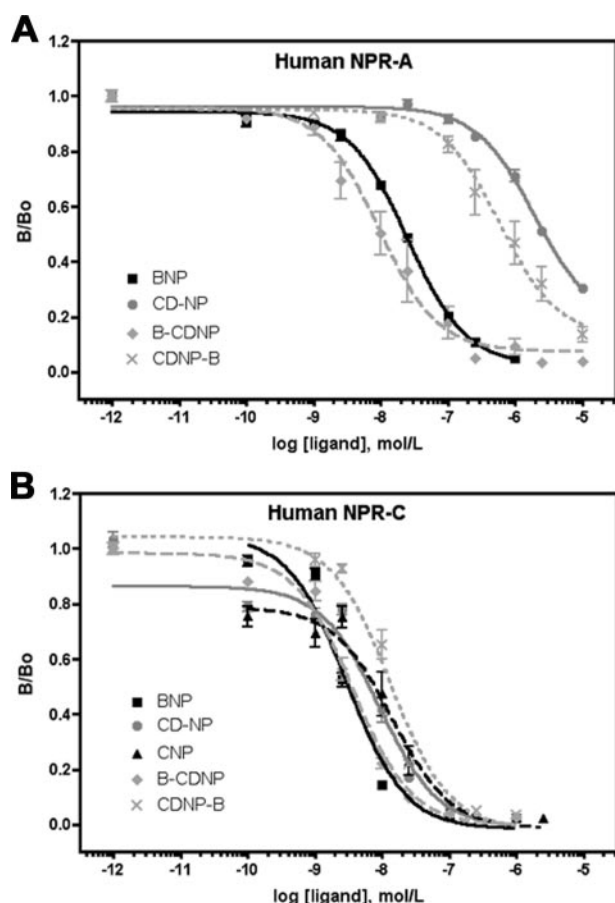 A
Human NPR-A
1.2
1.0
0.8
0.6
0.4
0.2
0.0
B/Bo
BNP
CD-NP
B-CDNP
CDNP-B
-12 -11 -10 -9 -8 -7 -6 -5
log [ligand], mol/L
B
Human NPR-C
1.2
1.0
0.8
0.6
0.4
0.2
0.0
B/Bo
BNP
CD-NP
CNP
B-CDNP
CDNP-B
-12 -11 -10 -9 -8 -7 -6 -5
log [ligand], mol/L